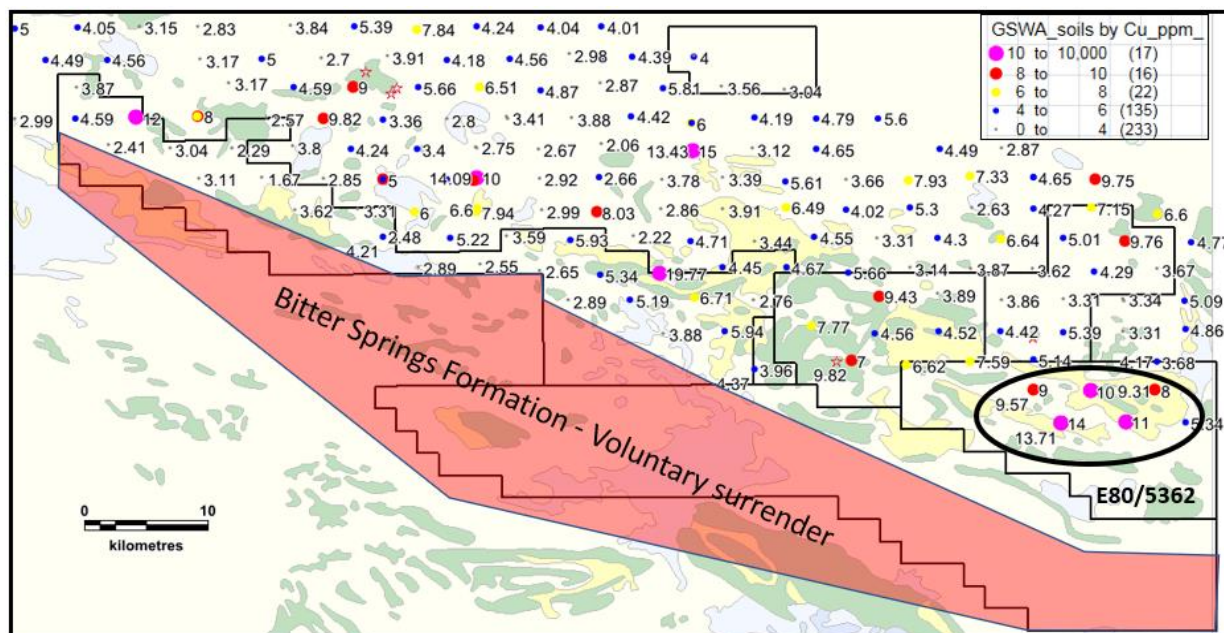 5 4.05 3.15 2.83 3.84 5.39 7.84 4.24 4.04 4.01
GSWA_soils by Cu_ppm_
10 to 10,000 (17)
8 to 10 (16)
6 to 8 (22)
4 to 6 (135)
0 to 4 (233)
4.49 4.56 3.17 5 2.7 3.91 4.18 4.56 2.98 4.39 4
3.87 3.17 4.59 9 5.66 6.51 4.87 2.87 5.81 3.56 3.04
2.99 4.59 12 8 2.57 9.82 3.36 2.8 3.41 3.88 4.42 6 4.19 4.79 5.6
2.41 3.04 2.29 3.8 4.24 3.4 2.75 2.67 2.06 13.43 15 3.12 4.65 4.49 2.87
3.11 1.67 2.85 5 14.09 10 2.92 2.66 3.78 3.39 5.61 3.66 7.93 7.33 4.65 9.75
3.62 3.31 6 6.6 7.94 2.99 8.03 2.86 3.91 6.49 4.02 5.3 2.63 4.27 7.15 6.6
4.21 2.48 5.22 3.59 5.93 2.22 4.71 3.44 4.55 3.31 4.3 6.64 5.01 9.76 4.77
2.89 2.55 2.65 5.34 19.77 4.45 4.67 5.66 3.14 3.87 3.62 4.29 3.67
2.89 5.19 6.71 2.76 9.43 3.89 3.86 3.31 3.34 5.09
3.88 5.94 7.77 4.56 4.52 4.42 5.39 3.31 4.86
3.96 9.82 7 6.62 7.59 5.14 4.17 3.68
4.37 9.57 9 10 9.31 8
13.71 14 11 5.34
Bitter Springs Formation - Voluntary surrender
E80/5362
0 10
kilometres